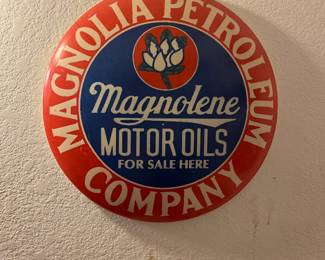 MAGNOLIA PETROLEUM
COMPANY
Magnolene
MOTOR OILS
FOR SALE HERE